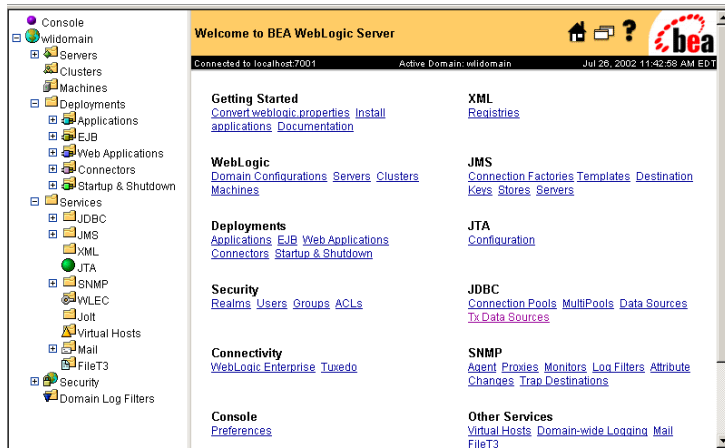 Console
wlidomain
Servers
Clusters
Machines
Deployments
Applications
EJB
Web Applications
Connectors
Startup & Shutdown
Services
JDBC
JMS
XML
JTA
SNMP
WLEC
Jolt
Virtual Hosts
Mail
FileT3
Security
Domain Log Filters
Welcome to BEA WebLogic Server
?
bea
Connected to localhost:7001 Active Domain: wlidomain Jul 26, 2002 11:42:58 AM EDT
Getting Started
Convert weblogic.properties Install
applications Documentation
WebLogic
Domain Configurations Servers Clusters
Machines
Deployments
Applications EJB Web Applications
Connectors Startup & Shutdown
Security
Realms Users Groups ACLs
Connectivity
WebLogic Enterprise Tuxedo
Console
Preferences
XML
Registries
JMS
Connection Factories Templates Destination
Keys Stores Servers
JTA
Configuration
JDBC
Connection Pools MultiPools Data Sources
Tx Data Sources
SNMP
Agent Proxies Monitors Log Filters Attribute
Changes Trap Destinations
Other Services
Virtual Hosts Domain-wide Logging Mail
FileT3